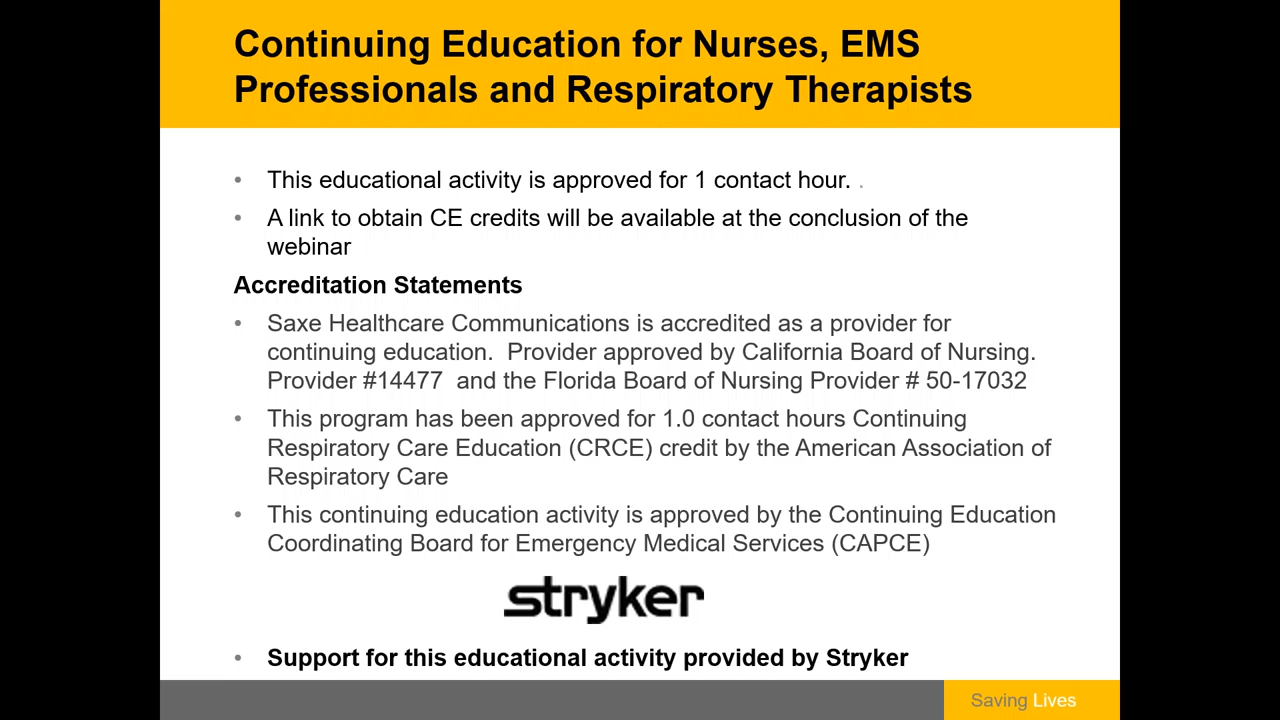 Continuing Education for Nurses, EMS
Professionals and Respiratory Therapists
• This educational activity is approved for 1 contact hour. .
• A link to obtain CE credits will be available at the conclusion of the
webinar
Accreditation Statements
• Saxe Healthcare Communications is accredited as a provider for
continuing education.  Provider approved by California Board of Nursing.
Provider #14477  and the Florida Board of Nursing Provider # 50-17032
• This program has been approved for 1.0 contact hours Continuing
Respiratory Care Education (CRCE) credit by the American Association of
Respiratory Care
• This continuing education activity is approved by the Continuing Education
Coordinating Board for Emergency Medical Services (CAPCE)
stryker
• Support for this educational activity provided by Stryker
Saving Lives